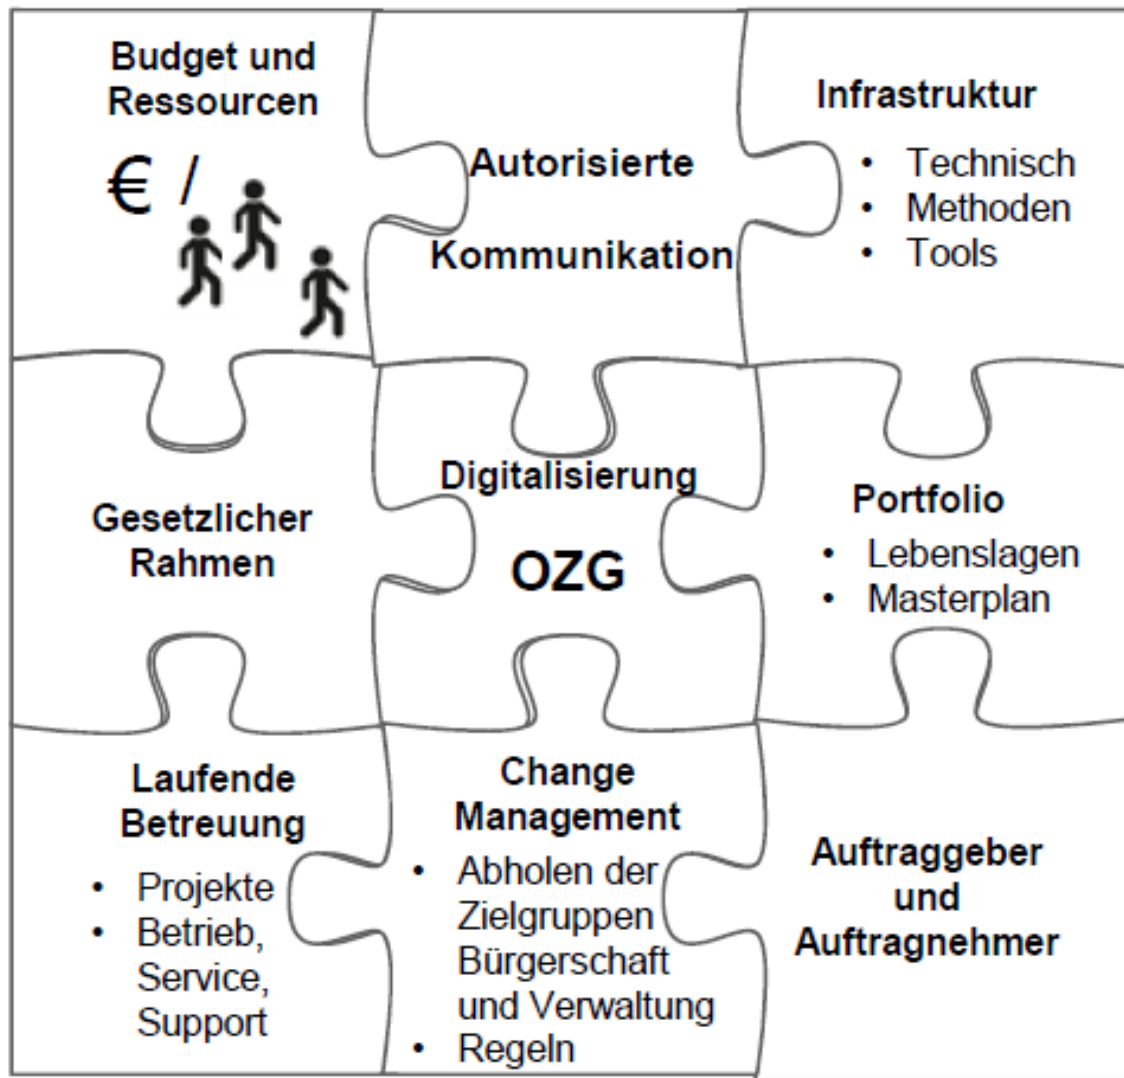 Budget und
Ressourcen
€ /
Autorisierte
Kommunikation
Infrastruktur
• Technisch
• Methoden
• Tools
Gesetzlicher
Rahmen
Digitalisierung
OZG
Portfolio
• Lebenslagen
• Masterplan
Laufende
Betreuung
• Projekte
• Betrieb,
Service,
Support
Change
Management
• Abholen der
Zielgruppen
Bürgerschaft
und Verwaltung
• Regeln
Auftraggeber
und
Auftragnehmer